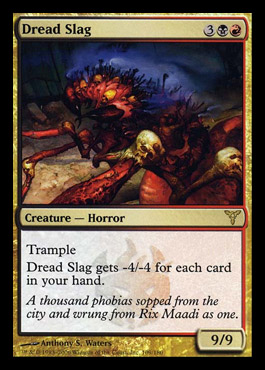 Dread Slag
3
Creature — Horror
Trample
Dread Slag gets -4/-4 for each card
in your hand.
A thousand phobias sopped from the
city and wrung from Rix Maadi as one.
Anthony S. Waters
9/9